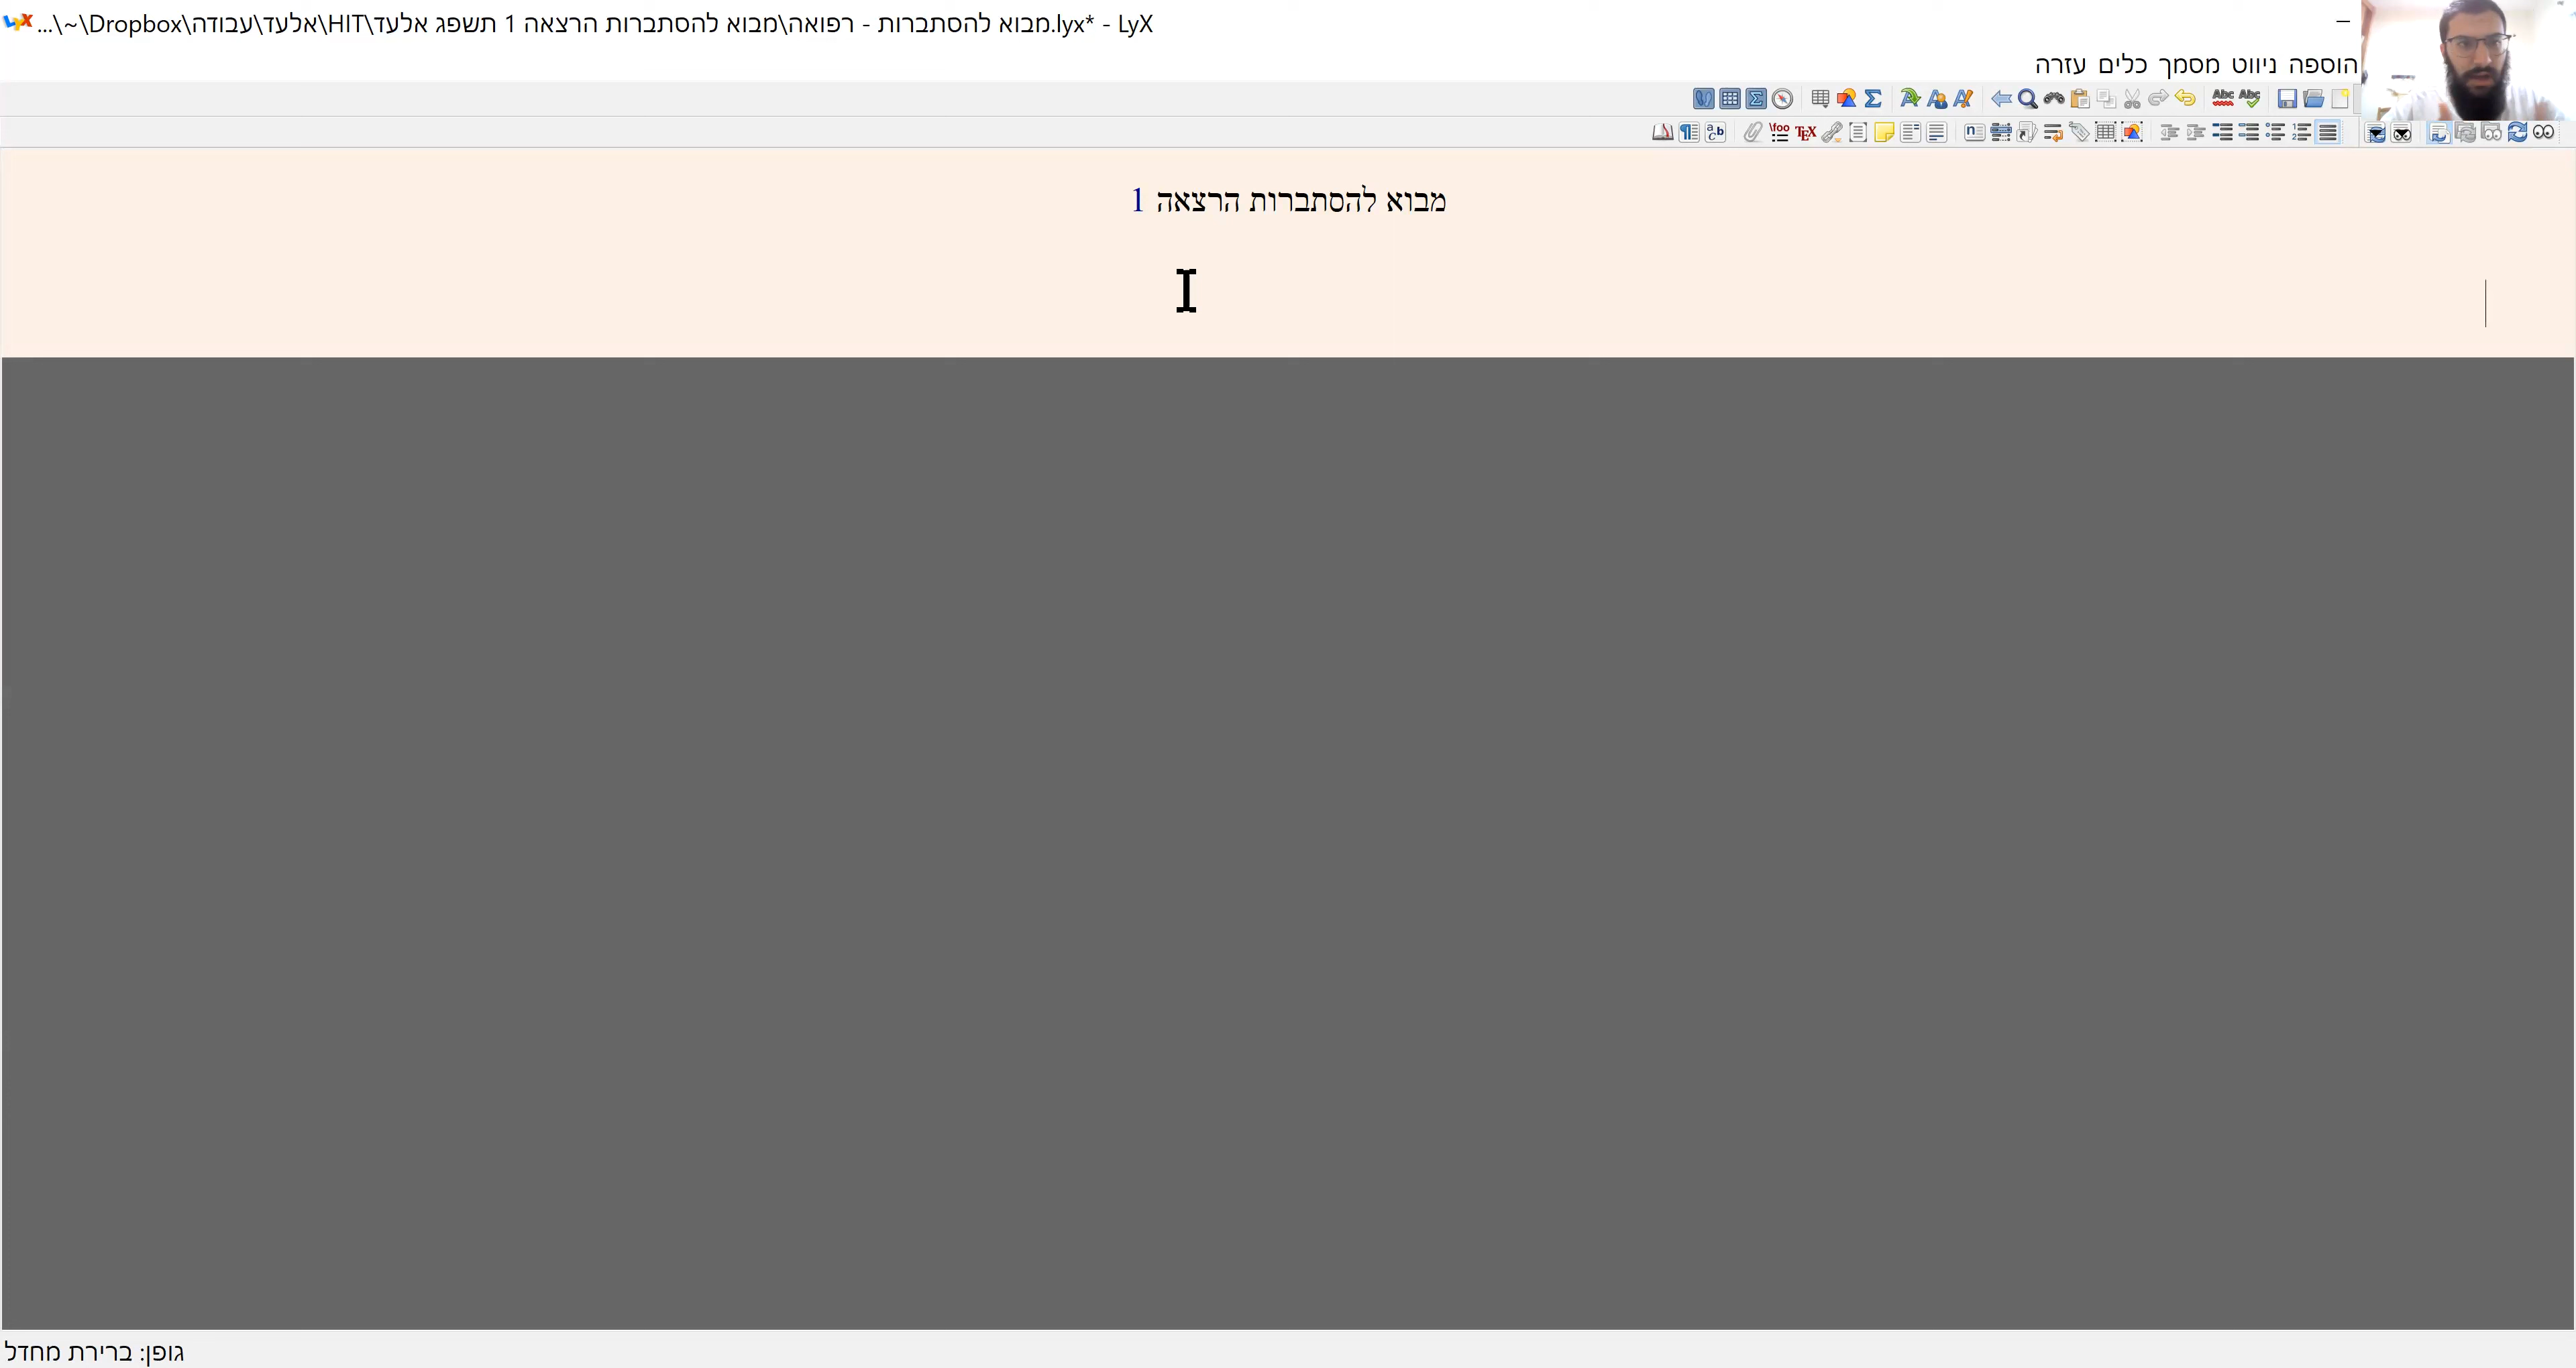 ...\~\Dropbox\עבודה\אלעד\HIT\מבוא להסתברות - רפואה\מבוא להסתברות הרצאה 1 תשפג אלעד.lyx* - LyX
הוספה ניווט מסמך כלים עזרה
מבוא להסתברות הרצאה 1
גופן: ברירת מחדל